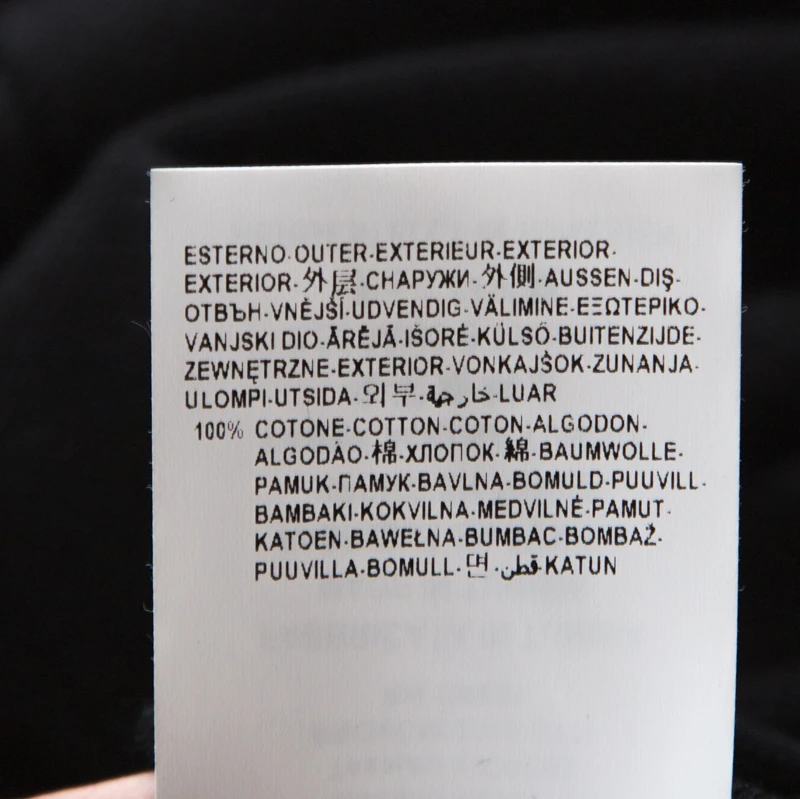 ESTERNO·OUTER·EXTERIEUR·EXTERIOR·
EXTERIOR·外层·СНАРУЖИ·外側·AUSSEN·DIŞ·
ОТВЪН·VNĚJŠÍ·UDVENDIG·VÄLIMINE·ΕΞΩΤΕΡΙΚΟ·
VANJSKI DIO·ĀRĒJĀ·IŠORĖ·KÜLSŐ·BUITENZIJDE·
ZEWNĘTRZNE·EXTERIOR·VONKAJŠOK·ZUNANJA·
ULOMPI·UTSIDA·외부·خارجة·LUAR
100% COTONE·COTTON·COTON·ALGODON·
ALGODÃO·棉·ХЛОПОК·綿·BAUMWOLLE·
PAMUK·ПАМУК·BAVLNA·BOMULD·PUUVILL·
BAMBAKI·KOKVILNA·MEDVILNĖ·PAMUT·
KATOEN·BAWEŁNA·BUMBAC·BOMBAŽ·
PUUVILLA·BOMULL·면·قطن·KATUN